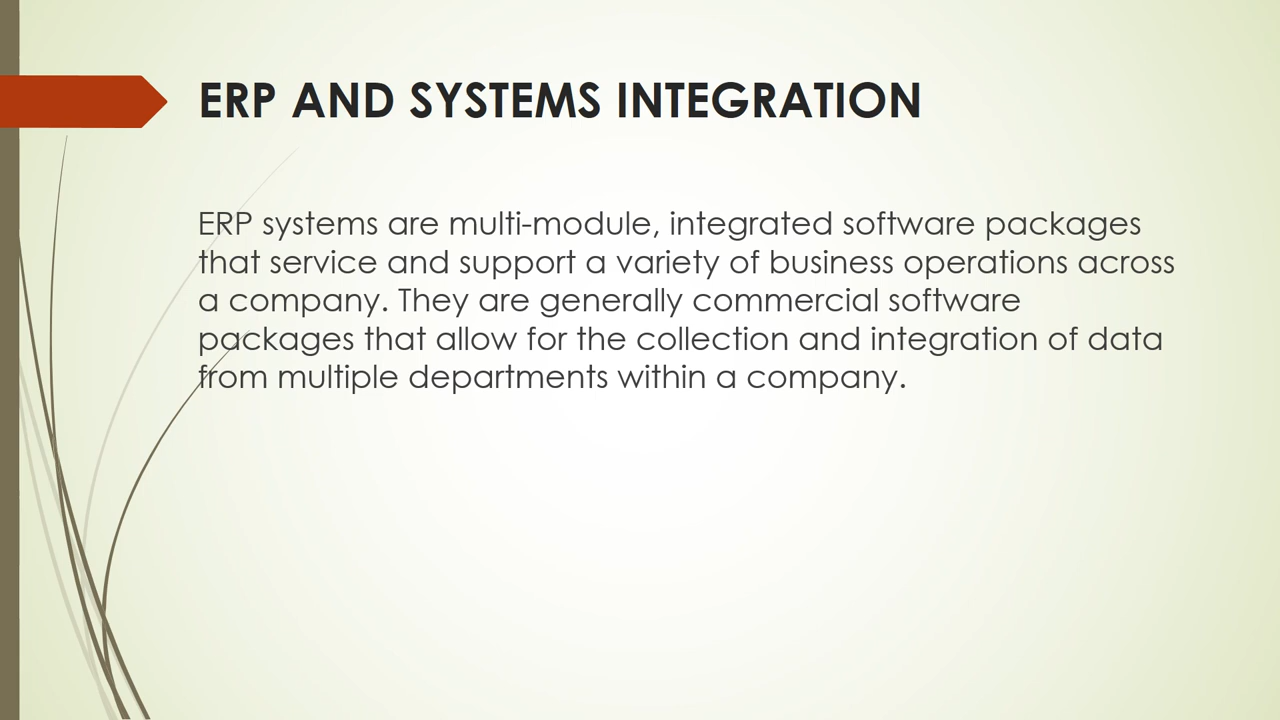 ERP AND SYSTEMS INTEGRATION
ERP systems are multi-module, integrated software packages
that service and support a variety of business operations across
a company. They are generally commercial software
packages that allow for the collection and integration of data
from multiple departments within a company.